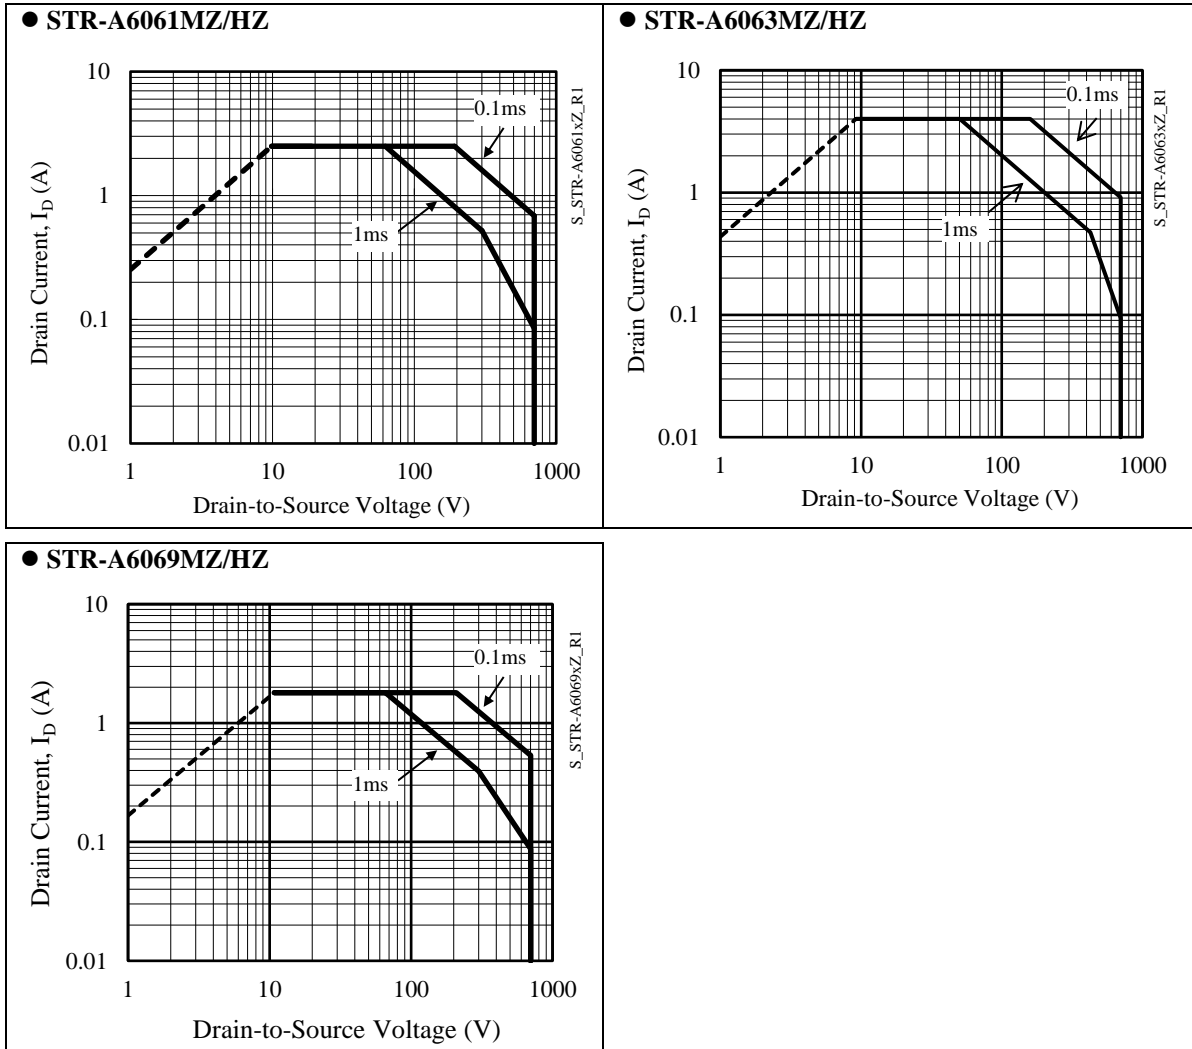 ● STR-A6061MZ/HZ
10
1
0.1
0.01
1 10 100 1000
Drain-to-Source Voltage (V)
Drain Current, I_D (A)
0.1ms
1ms
S_STR-A6061xZ_R1
● STR-A6063MZ/HZ
10
1
0.1
0.01
1 10 100 1000
Drain-to-Source Voltage (V)
Drain Current, I_D (A)
0.1ms
1ms
S_STR-A6063xZ_R1
● STR-A6069MZ/HZ
10
1
0.1
0.01
1 10 100 1000
Drain-to-Source Voltage (V)
Drain Current, I_D (A)
0.1ms
1ms
S_STR-A6069xZ_R1